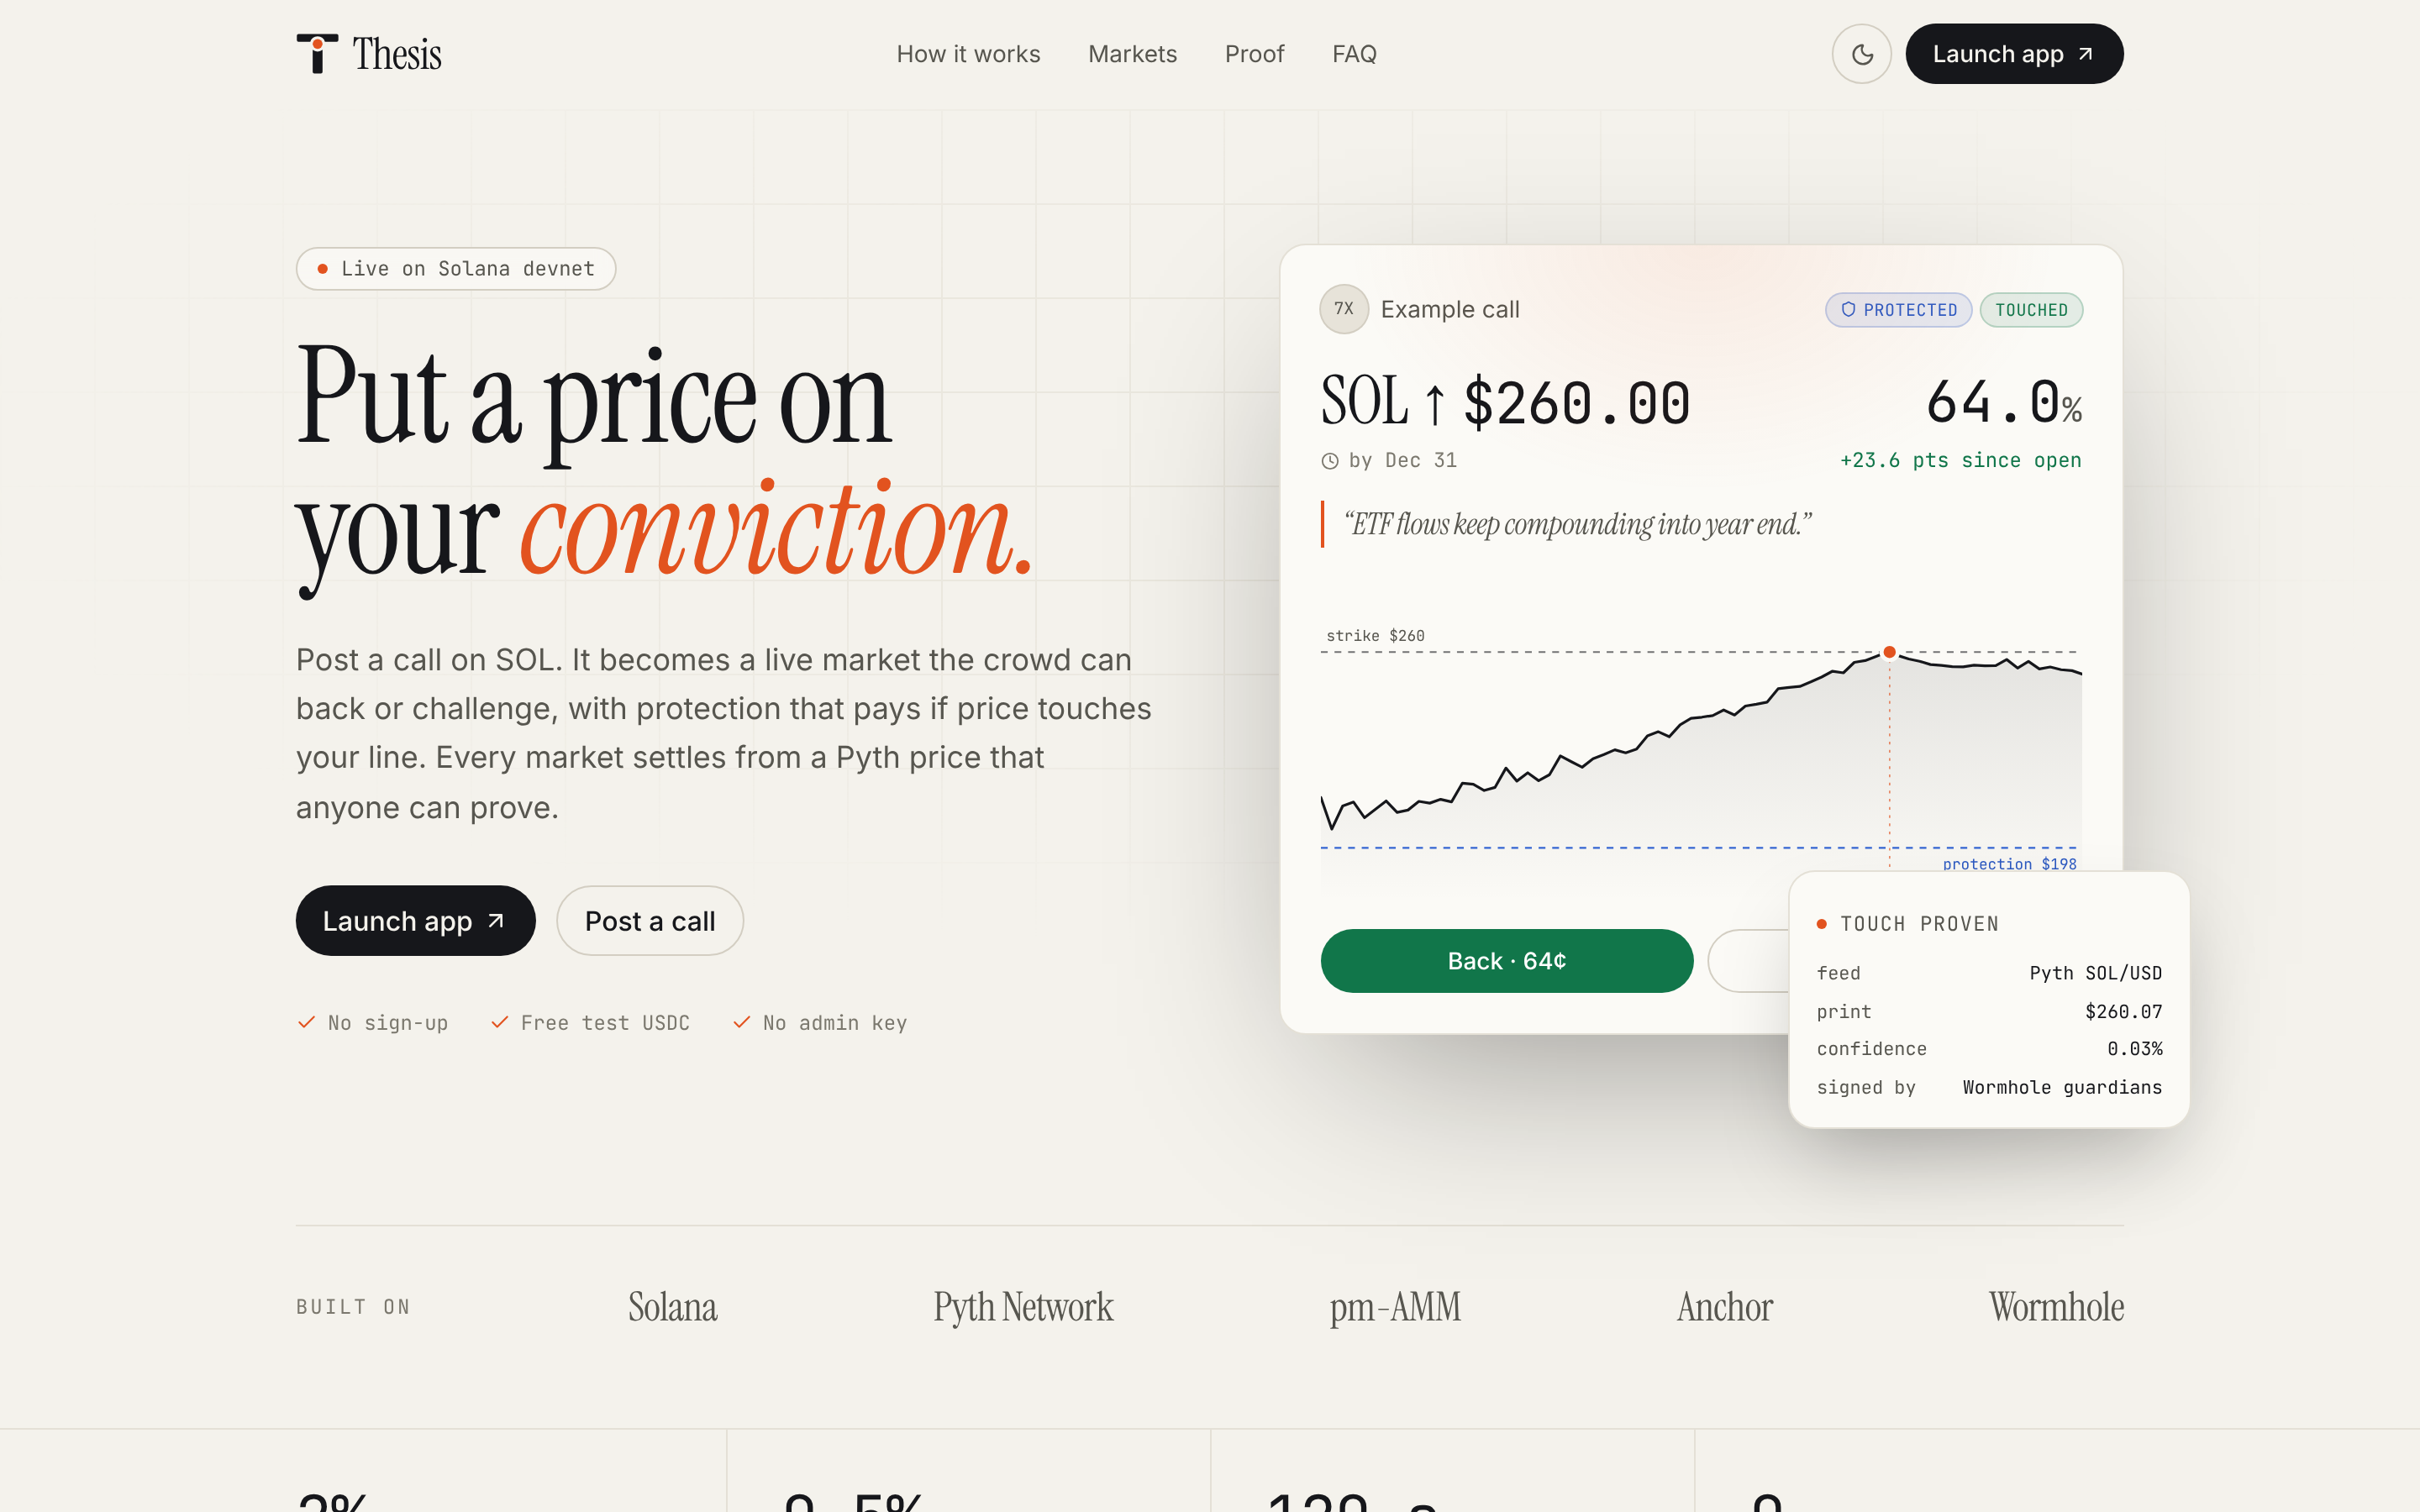 Thesis
How it works
Markets
Proof
FAQ
Launch app
Live on Solana devnet
Put a price on
your conviction.
Post a call on SOL. It becomes a live market the crowd can
back or challenge, with protection that pays if price touches
your line. Every market settles from a Pyth price that
anyone can prove.
Launch app
Post a call
No sign-up
Free test USDC
No admin key
7X
Example call
PROTECTED
TOUCHED
SOL ↑ $260.00
64.0%
by Dec 31
+23.6 pts since open
“ETF flows keep compounding into year end.”
strike $260
protection $198
Back · 64¢
TOUCH PROVEN
feed Pyth SOL/USD
print $260.07
confidence 0.03%
signed by Wormhole guardians
BUILT ON
Solana
Pyth Network
pm-AMM
Anchor
Wormhole